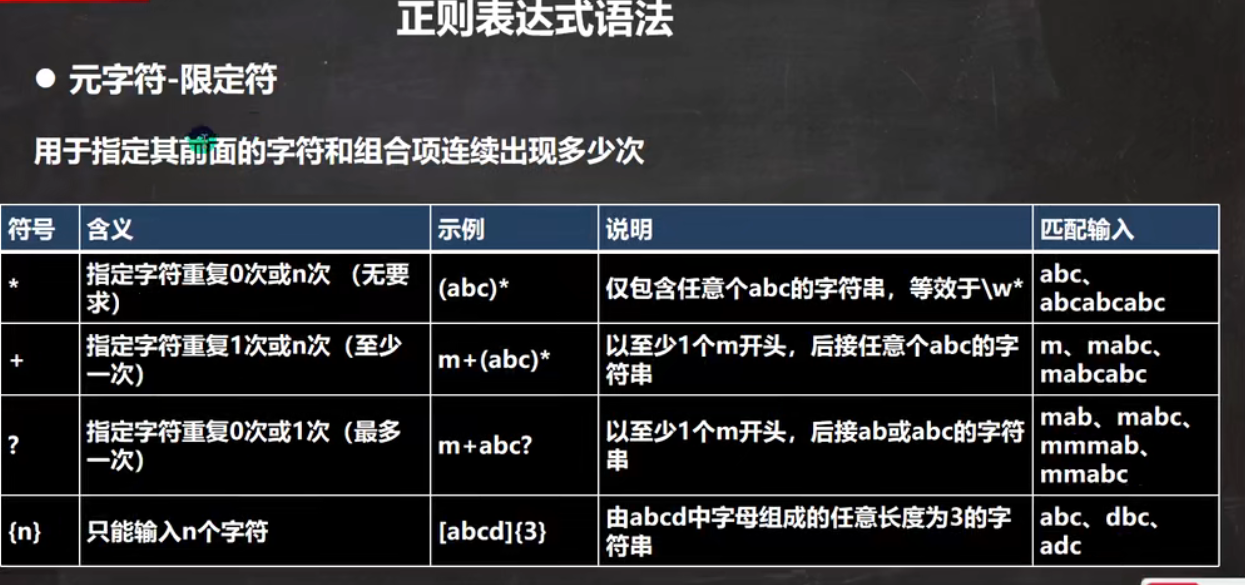 正则表达式语法
● 元字符-限定符
用于指定其前面的字符和组合项连续出现多少次
符号 含义 示例 说明 匹配输入
* 指定字符重复0次或n次 （无要
求） (abc)* 仅包含任意个abc的字符串，等效于\w* abc、
abcabcabc
+ 指定字符重复1次或n次（至少
一次） m+(abc)* 以至少1个m开头，后接任意个abc的字
符串 m、mabc、
mabcabc
? 指定字符重复0次或1次（最多
一次） m+abc? 以至少1个m开头，后接ab或abc的字符
串 mab、mabc、
mmmab、
mmabc
{n} 只能输入n个字符 [abcd]{3} 由abcd中字母组成的任意长度为3的字
符串 abc、dbc、
adc